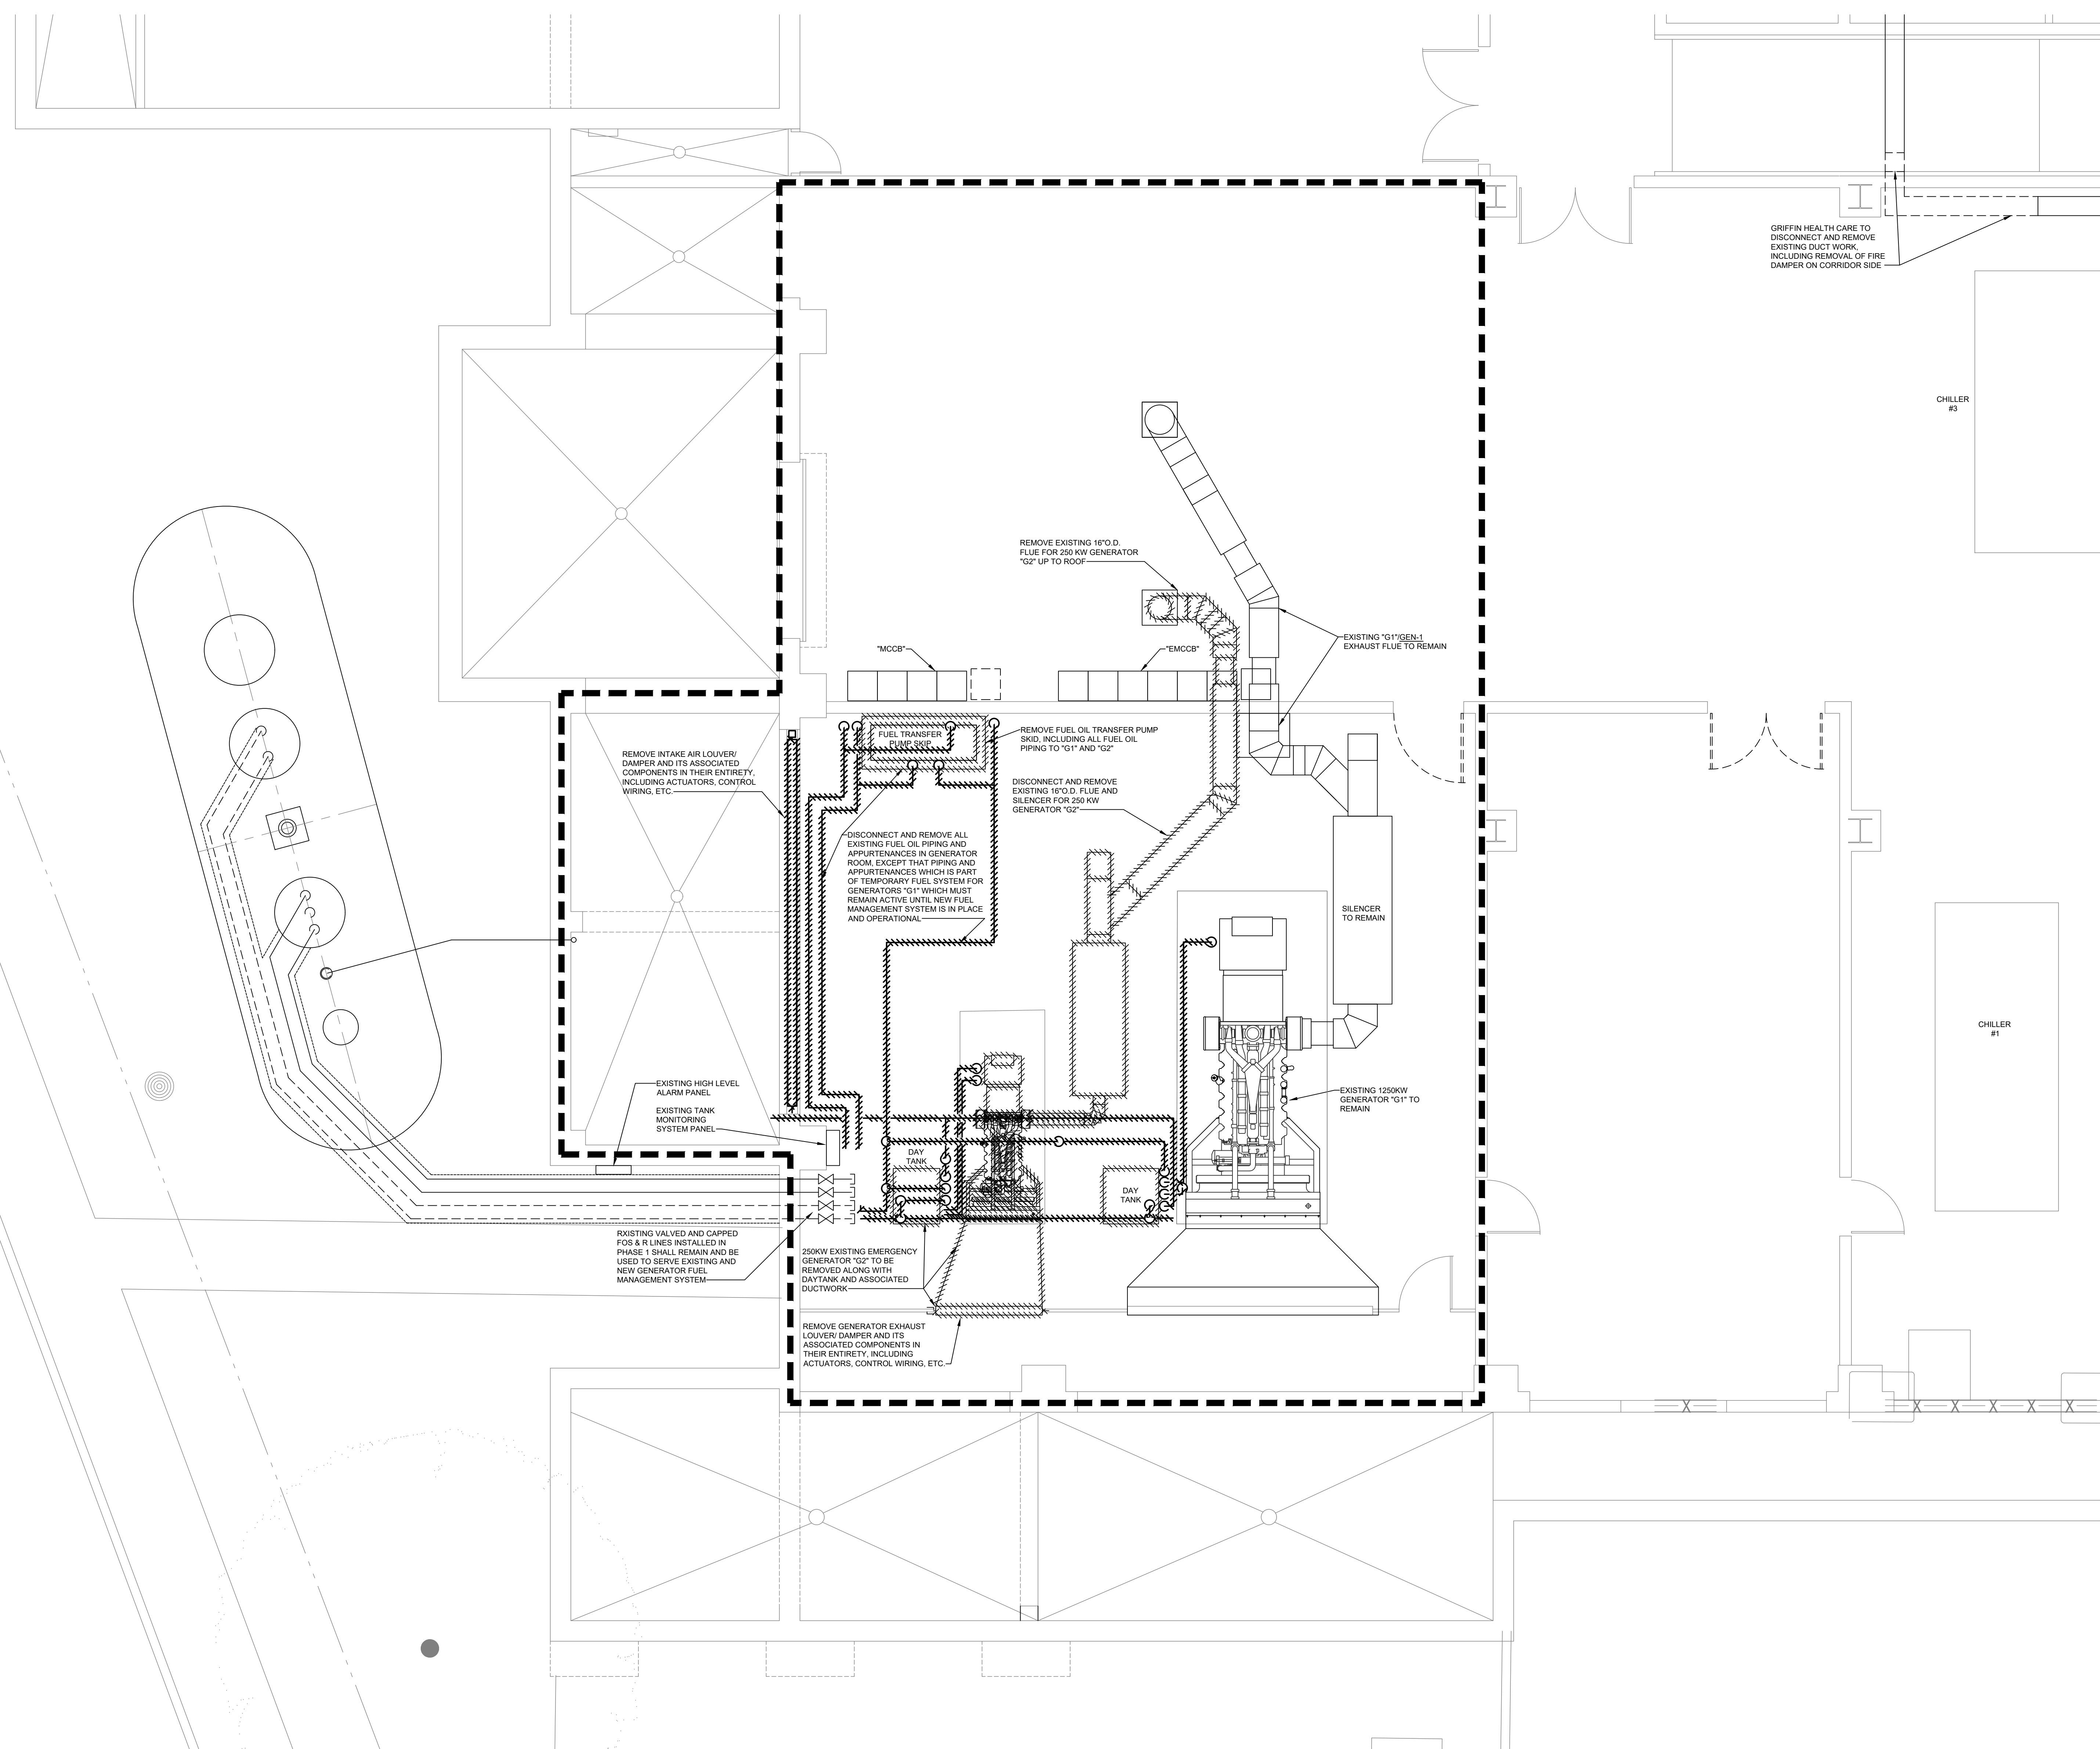 GRIFFIN HEALTH CARE TO
DISCONNECT AND REMOVE
EXISTING DUCT WORK,
INCLUDING REMOVAL OF FIRE
DAMPER ON CORRIDOR SIDE
CHILLER
#3
REMOVE EXISTING 16"O.D.
FLUE FOR 250 KW GENERATOR
"G2" UP TO ROOF
EXISTING "G1"/GEN-1
EXHAUST FLUE TO REMAIN
"MCCB"
"EMCCB"
FUEL TRANSFER
PUMP SKIP
REMOVE FUEL OIL TRANSFER PUMP
SKID, INCLUDING ALL FUEL OIL
PIPING TO "G1" AND "G2"
REMOVE INTAKE AIR LOUVER/
DAMPER AND ITS ASSOCIATED
COMPONENTS IN THEIR ENTIRETY,
INCLUDING ACTUATORS, CONTROL
WIRING, ETC.
DISCONNECT AND REMOVE
EXISTING 16"O.D. FLUE AND
SILENCER FOR 250 KW
GENERATOR "G2"
DISCONNECT AND REMOVE ALL
EXISTING FUEL OIL PIPING AND
APPURTENANCES IN GENERATOR
ROOM, EXCEPT THAT PIPING AND
APPURTENANCES WHICH IS PART
OF TEMPORARY FUEL SYSTEM FOR
GENERATORS "G1" WHICH MUST
REMAIN ACTIVE UNTIL NEW FUEL
MANAGEMENT SYSTEM IS IN PLACE
AND OPERATIONAL
SILENCER
TO REMAIN
CHILLER
#1
EXISTING HIGH LEVEL
ALARM PANEL
EXISTING TANK
MONITORING
SYSTEM PANEL
EXISTING 1250KW
GENERATOR "G1" TO
REMAIN
DAY
TANK
DAY
TANK
RXISTING VALVED AND CAPPED
FOS & R LINES INSTALLED IN
PHASE 1 SHALL REMAIN AND BE
USED TO SERVE EXISTING AND
NEW GENERATOR FUEL
MANAGEMENT SYSTEM
250KW EXISTING EMERGENCY
GENERATOR "G2" TO BE
REMOVED ALONG WITH
DAYTANK AND ASSOCIATED
DUCTWORK
REMOVE GENERATOR EXHAUST
LOUVER/ DAMPER AND ITS
ASSOCIATED COMPONENTS IN
THEIR ENTIRETY, INCLUDING
ACTUATORS, CONTROL WIRING, ETC.